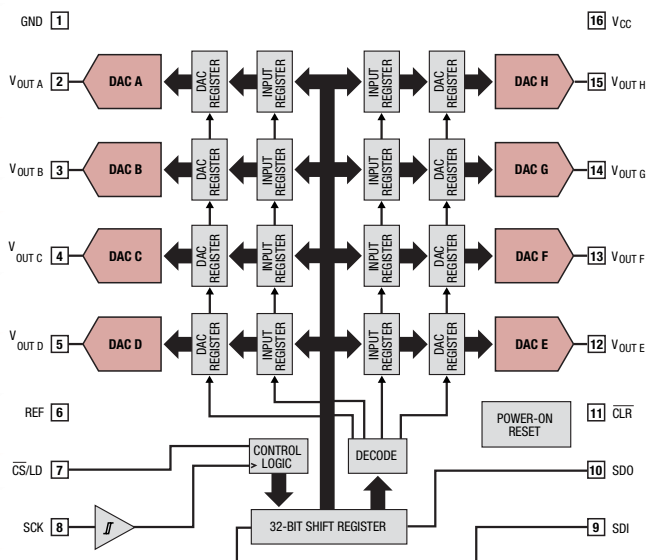 GND 1
16 VCC
VOUT A 2
DAC A
DAC REGISTER
INPUT REGISTER
INPUT REGISTER
DAC REGISTER
DAC H
15 VOUT H
VOUT B 3
DAC B
DAC REGISTER
INPUT REGISTER
INPUT REGISTER
DAC REGISTER
DAC G
14 VOUT G
VOUT C 4
DAC C
DAC REGISTER
INPUT REGISTER
INPUT REGISTER
DAC REGISTER
DAC F
13 VOUT F
VOUT D 5
DAC D
DAC REGISTER
INPUT REGISTER
INPUT REGISTER
DAC REGISTER
DAC E
12 VOUT E
REF 6
POWER-ON
RESET
11 C̅L̅R̅
C̅S̅/LD 7
CONTROL
LOGIC
DECODE
10 SDO
SCK 8
32-BIT SHIFT REGISTER
9 SDI